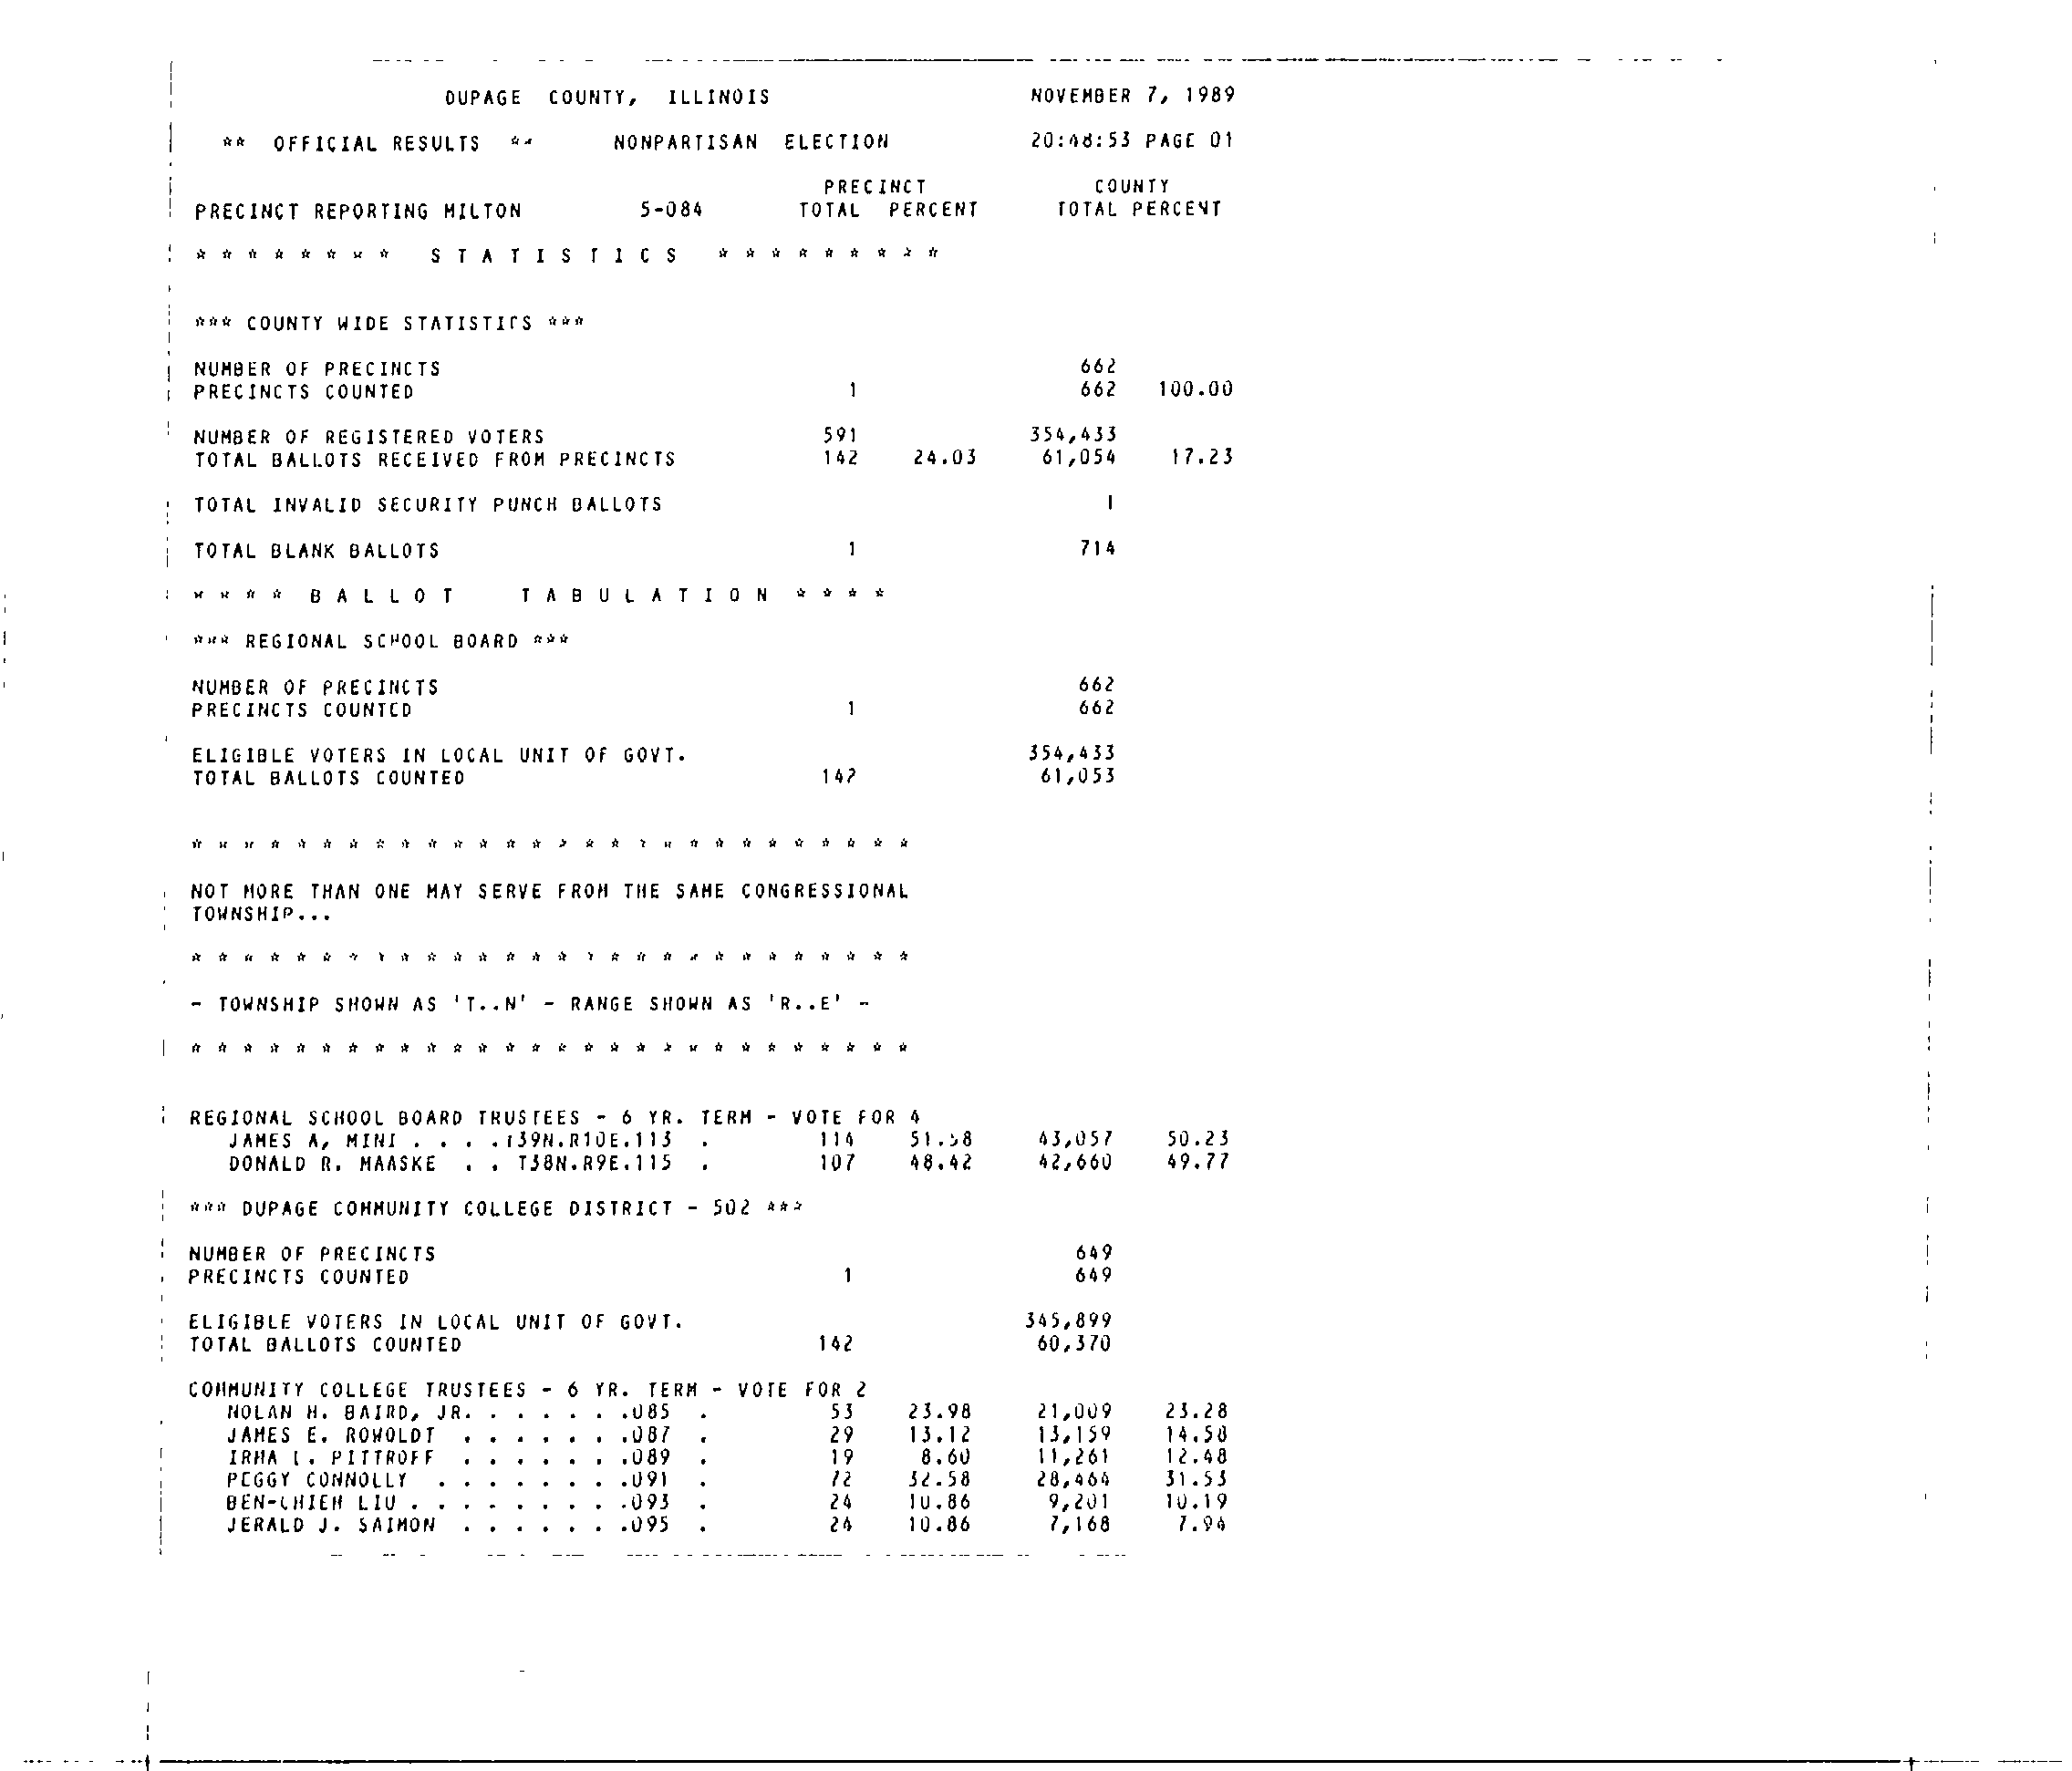 DUPAGE COUNTY, ILLINOIS NOVEMBER 7, 1989
** OFFICIAL RESULTS ** NONPARTISAN ELECTION 20:48:53 PAGE 01
PRECINCT COUNTY
PRECINCT REPORTING MILTON 5-084 TOTAL PERCENT TOTAL PERCENT
* * * * * * * * S T A T I S T I C S * * * * * * * * *
*** COUNTY WIDE STATISTICS ***
NUMBER OF PRECINCTS 662
PRECINCTS COUNTED 1 662 100.00
NUMBER OF REGISTERED VOTERS 591 354,433
TOTAL BALLOTS RECEIVED FROM PRECINCTS 142 24.03 61,054 17.23
TOTAL INVALID SECURITY PUNCH BALLOTS 1
TOTAL BLANK BALLOTS 1 714
* * * * B A L L O T T A B U L A T I O N * * * *
*** REGIONAL SCHOOL BOARD ***
NUMBER OF PRECINCTS 662
PRECINCTS COUNTED 1 662
ELIGIBLE VOTERS IN LOCAL UNIT OF GOVT. 354,433
TOTAL BALLOTS COUNTED 142 61,053
* * * * * * * * * * * * * * * * * * * * * * * * * * * *
NOT MORE THAN ONE MAY SERVE FROM THE SAME CONGRESSIONAL
TOWNSHIP...
* * * * * * * * * * * * * * * * * * * * * * * * * * * *
- TOWNSHIP SHOWN AS 'T..N' - RANGE SHOWN AS 'R..E' -
* * * * * * * * * * * * * * * * * * * * * * * * * * * *
REGIONAL SCHOOL BOARD TRUSTEES - 6 YR. TERM - VOTE FOR 4
JAMES A, MINI . . . .T39N.R10E.113 . 114 51.58 43,057 50.23
DONALD R. MAASKE . . T38N.R9E.115 . 107 48.42 42,660 49.77
*** DUPAGE COMMUNITY COLLEGE DISTRICT - 502 ***
NUMBER OF PRECINCTS 649
PRECINCTS COUNTED 1 649
ELIGIBLE VOTERS IN LOCAL UNIT OF GOVT. 345,899
TOTAL BALLOTS COUNTED 142 60,370
COMMUNITY COLLEGE TRUSTEES - 6 YR. TERM - VOTE FOR 2
NOLAN H. BAIRD, JR. . . . . . .085 . 53 23.98 21,009 23.28
JAMES E. ROWOLDT . . . . . . .087 . 29 13.12 13,159 14.58
IRMA L. PITTROFF . . . . . . .089 . 19 8.60 11,261 12.48
PEGGY CONNOLLY . . . . . . . .091 . 72 32.58 28,464 31.53
BEN-CHIEH LIU . . . . . . . . .093 . 24 10.86 9,201 10.19
JERALD J. SAIMON . . . . . . .095 . 24 10.86 7,168 7.94